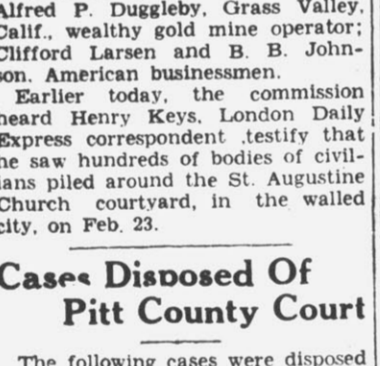 Alfred P. Duggleby, Grass Valley,
Calif., wealthy gold mine operator;
Clifford Larsen and B. B. John-
son, American businessmen.
Earlier today, the commission
heard Henry Keys, London Daily
Express correspondent ,testify that
he saw hundreds of bodies of civil-
ians piled around the St. Augustine
Church courtyard, in the walled
city, on Feb. 23.
Cases Disposed Of
Pitt County Court
The following cases were disposed